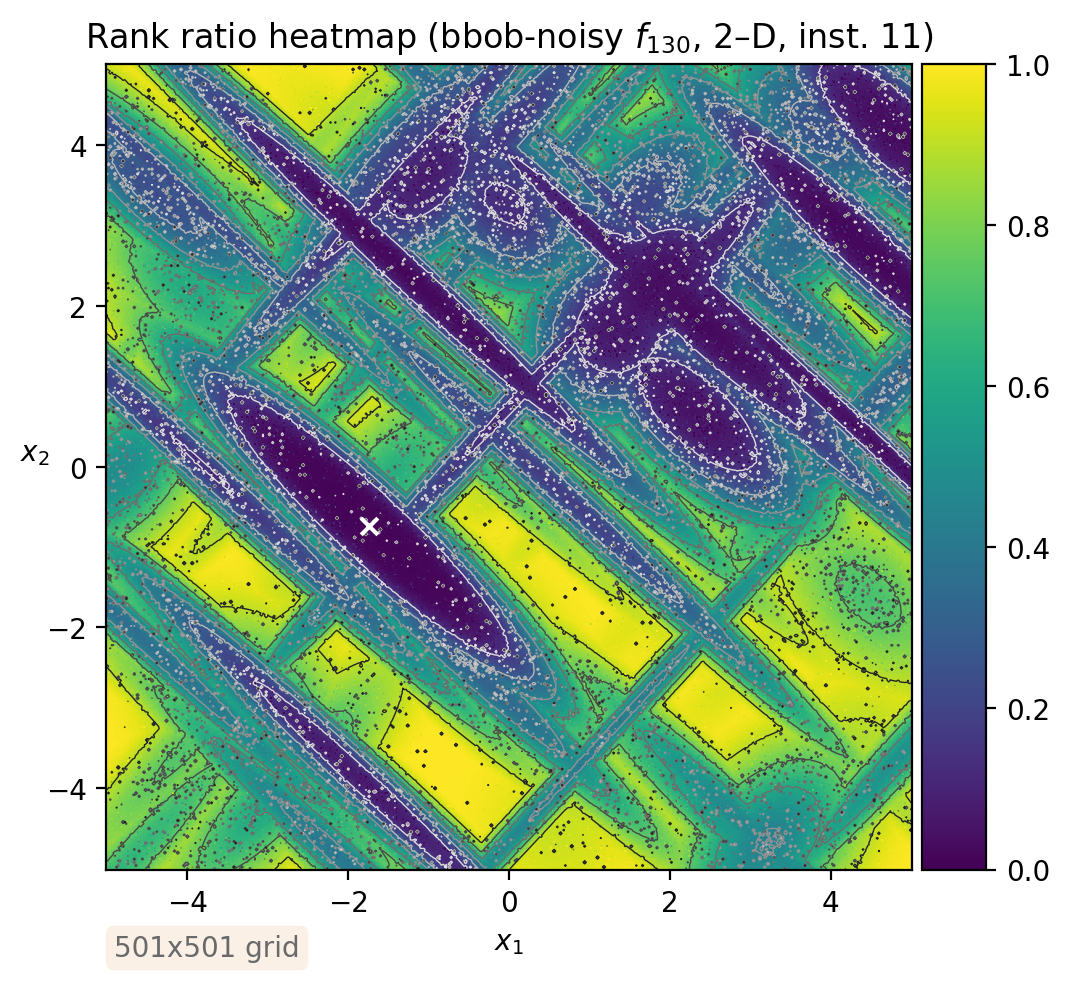 Rank ratio heatmap (bbob-noisy f₁₃₀, 2–D, inst. 11)
1.0
4
0.8
2
x₂
0
0.6
−2
0.4
0.2
−4
0.0
−4 −2 0 2 4
x₁
501x501 grid